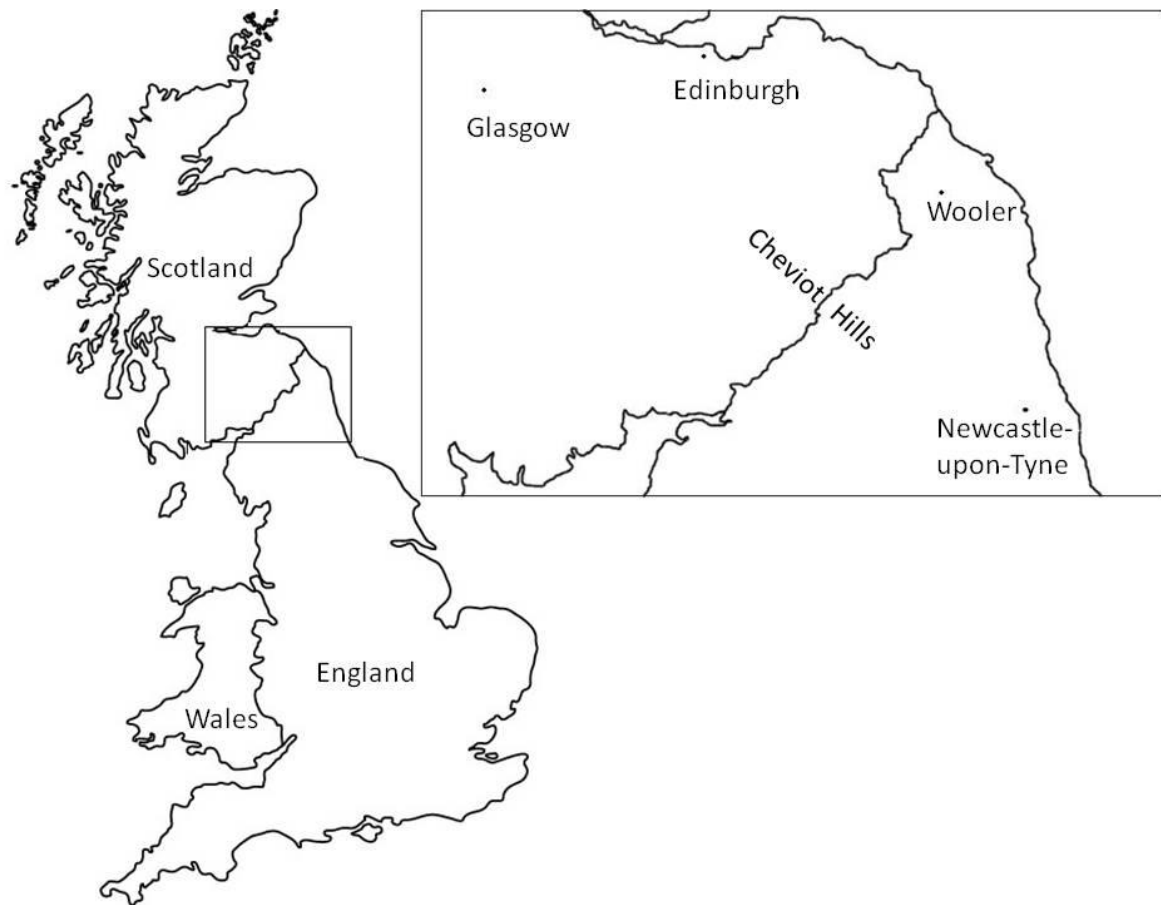 Edinburgh
Glasgow
Wooler
Cheviot Hills
Scotland
Newcastle-
upon-Tyne
England
Wales